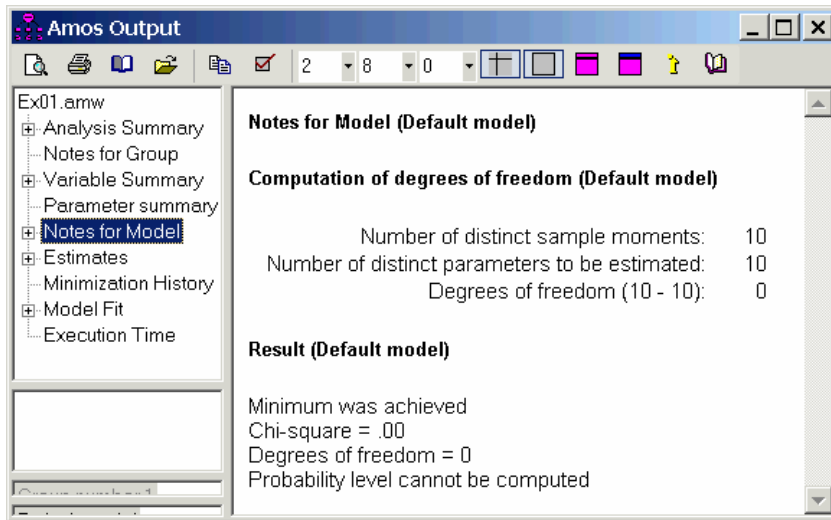 Amos Output
2 8 0
Ex01.amw
Analysis Summary
Notes for Group
Variable Summary
Parameter summary
Notes for Model
Estimates
Minimization History
Model Fit
Execution Time
Notes for Model (Default model)
Computation of degrees of freedom (Default model)
Number of distinct sample moments: 10
Number of distinct parameters to be estimated: 10
Degrees of freedom (10 - 10): 0
Result (Default model)
Minimum was achieved
Chi-square = .00
Degrees of freedom = 0
Probability level cannot be computed